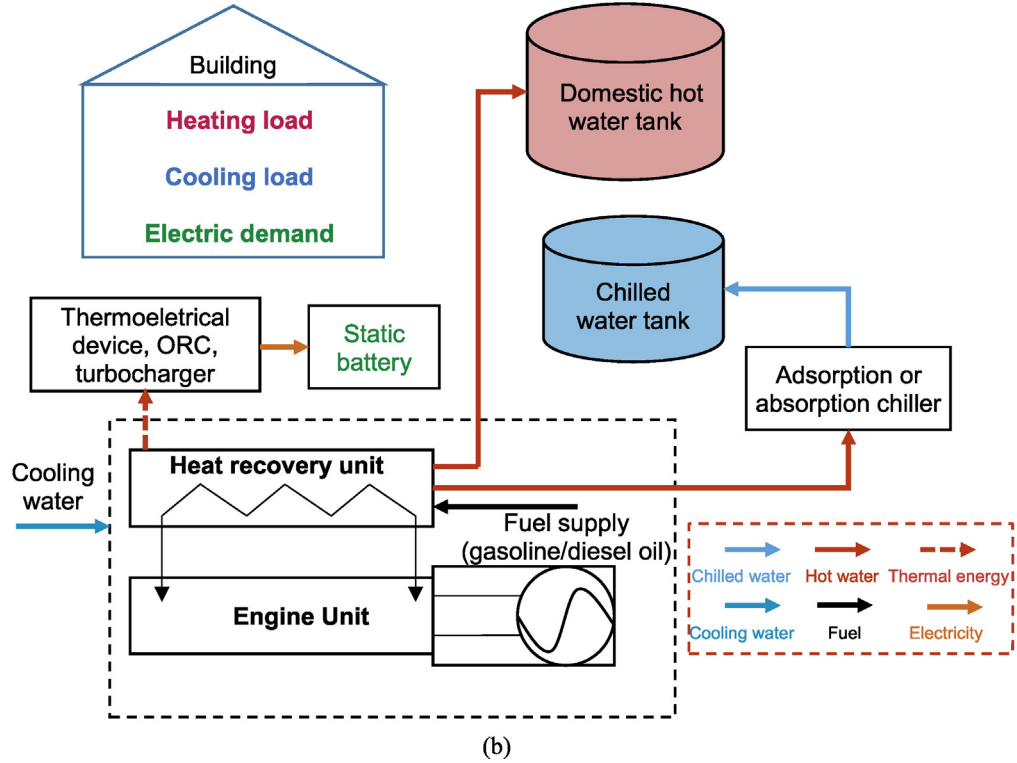 Building
Heating load
Cooling load
Electric demand
Domestic hot
water tank
Chilled
water tank
Thermoeletrical
device, ORC,
turbocharger
Static
battery
Adsorption or
absorption chiller
Cooling
water
Heat recovery unit
Fuel supply
(gasoline/diesel oil)
Engine Unit
Chilled water
Hot water
Thermal energy
Cooling water
Fuel
Electricity
(b)